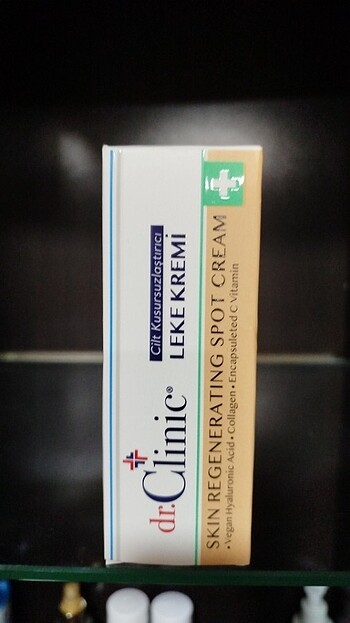 dr.Clinic®
Cilt Kusursuzlaştırıcı
LEKE KREMİ
SKIN REGENERATING SPOT CREAM
• Vegan Hyaluronic Acid • Collagen • Encapsuleted C Vitamin